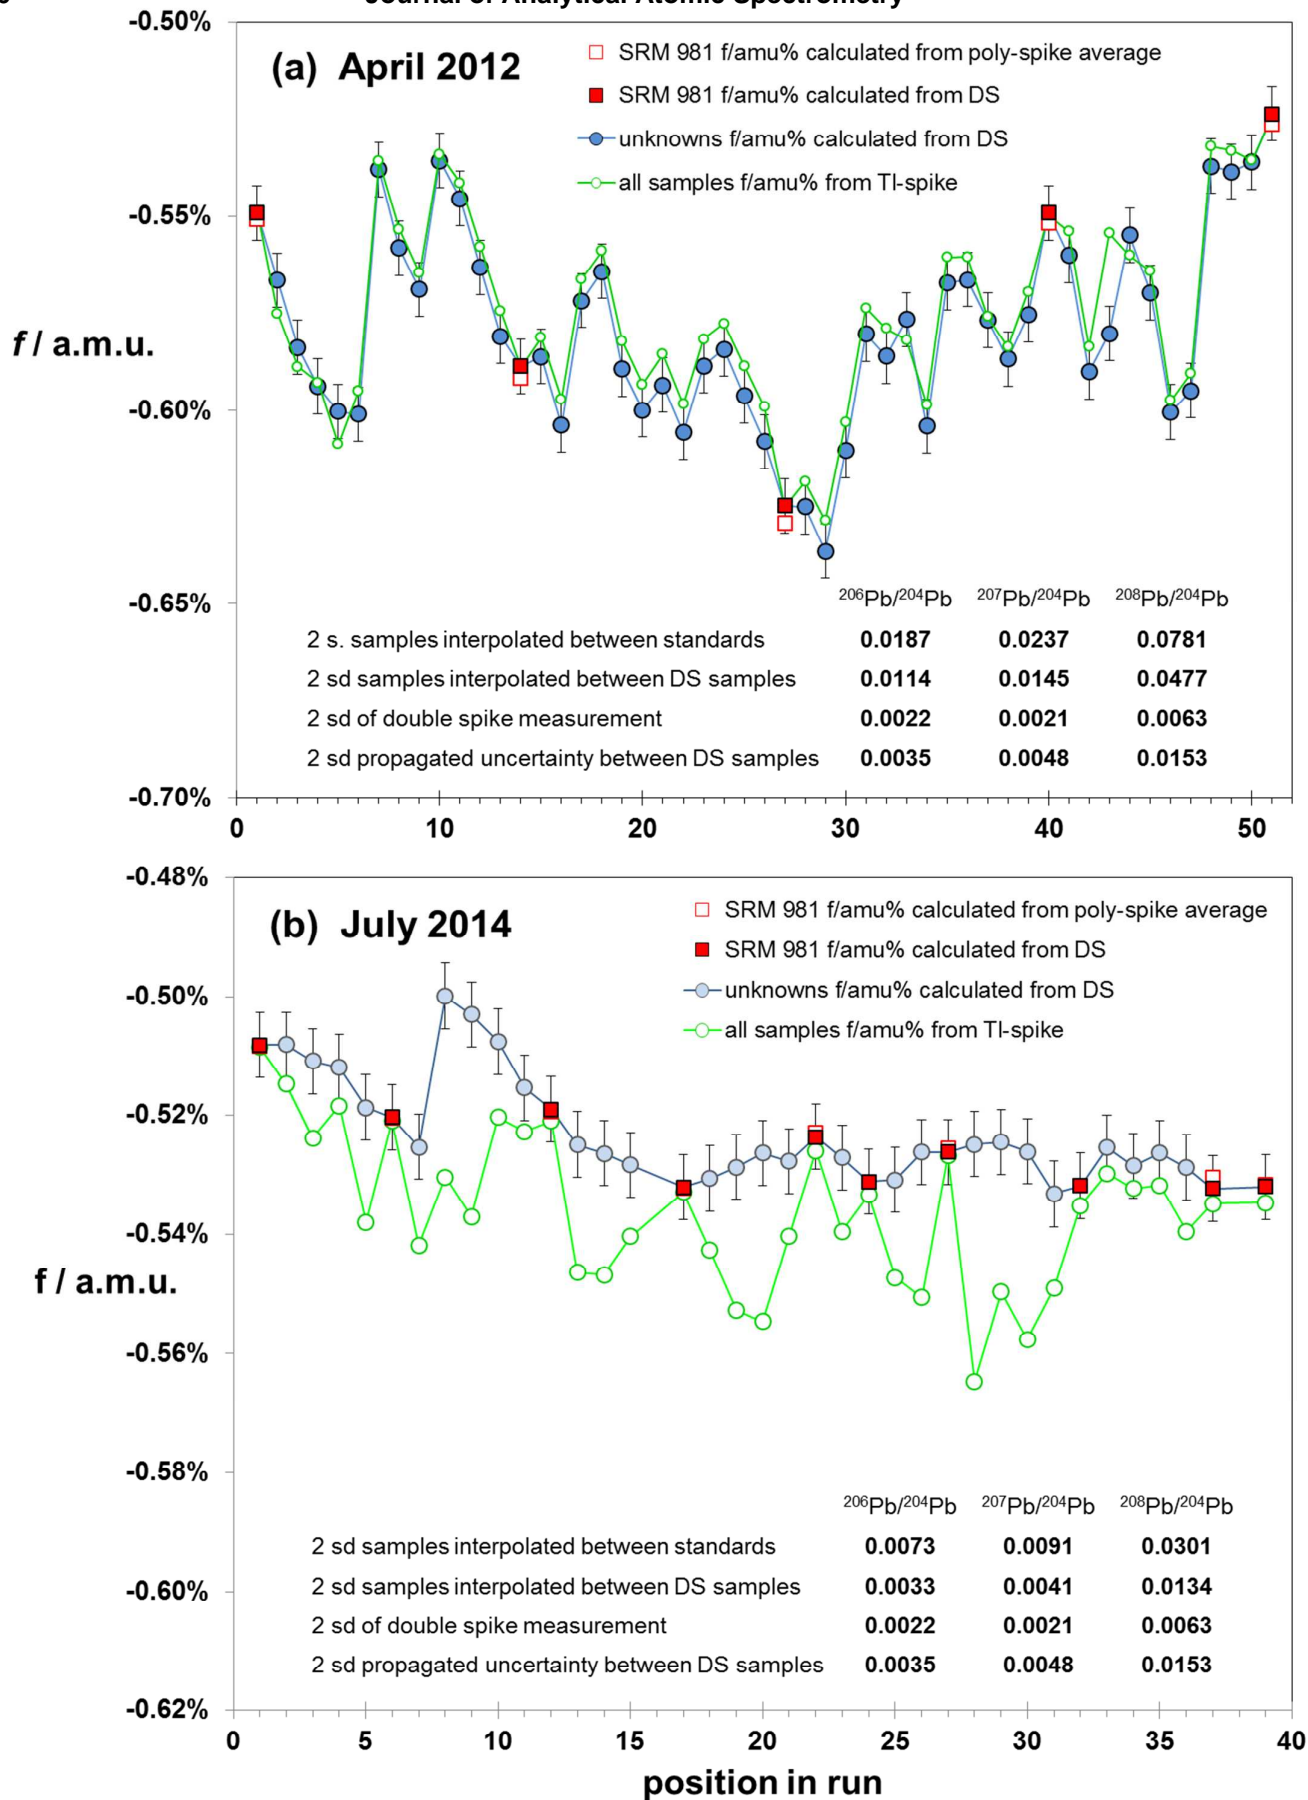 -0.50%
(a) April 2012
SRM 981 f/amu% calculated from poly-spike average
SRM 981 f/amu% calculated from DS
unknowns f/amu% calculated from DS
all samples f/amu% from Tl-spike
-0.55%
f / a.m.u.
-0.60%
-0.65%
206Pb/204Pb 207Pb/204Pb 208Pb/204Pb
2 s. samples interpolated between standards 0.0187 0.0237 0.0781
2 sd samples interpolated between DS samples 0.0114 0.0145 0.0477
2 sd of double spike measurement 0.0022 0.0021 0.0063
2 sd propagated uncertainty between DS samples 0.0035 0.0048 0.0153
-0.70%
0 10 20 30 40 50
-0.48%
(b) July 2014
SRM 981 f/amu% calculated from poly-spike average
SRM 981 f/amu% calculated from DS
unknowns f/amu% calculated from DS
all samples f/amu% from Tl-spike
-0.50%
-0.52%
-0.54%
f / a.m.u.
-0.56%
-0.58%
206Pb/204Pb 207Pb/204Pb 208Pb/204Pb
2 sd samples interpolated between standards 0.0073 0.0091 0.0301
2 sd samples interpolated between DS samples 0.0033 0.0041 0.0134
-0.60%
2 sd of double spike measurement 0.0022 0.0021 0.0063
2 sd propagated uncertainty between DS samples 0.0035 0.0048 0.0153
-0.62%
0 5 10 15 20 25 30 35 40
position in run